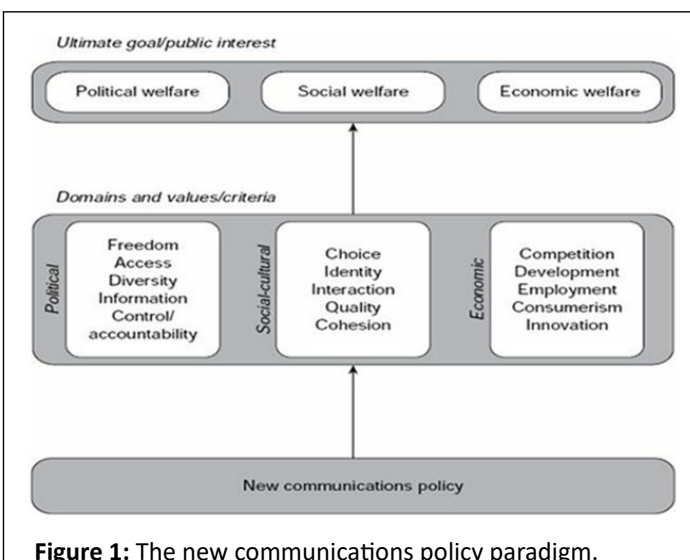 Ultimate goal/public interest
Political welfare
Social welfare
Economic welfare
Domains and values/criteria
Political
Freedom
Access
Diversity
Information
Control/
accountability
Social-cultural
Choice
Identity
Interaction
Quality
Cohesion
Economic
Competition
Development
Employment
Consumerism
Innovation
New communications policy
Figure 1: The new communications policy paradigm.